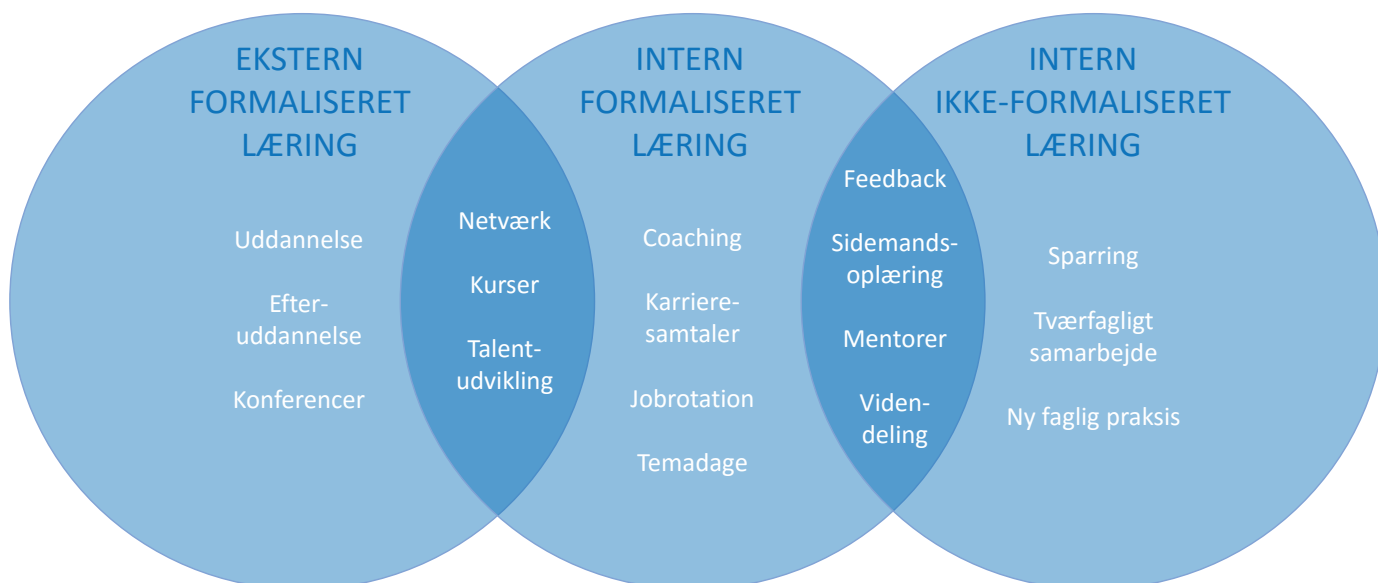 EKSTERN
FORMALISERET
LÆRING
Uddannelse
Efter-
uddannelse
Konferencer
Netværk
Kurser
Talent-
udvikling
INTERN
FORMALISERET
LÆRING
Coaching
Karriere-
samtaler
Jobrotation
Temadage
Feedback
Sidemands-
oplæring
Mentorer
Viden-
deling
INTERN
IKKE-FORMALISERET
LÆRING
Sparring
Tværfagligt
samarbejde
Ny faglig praksis